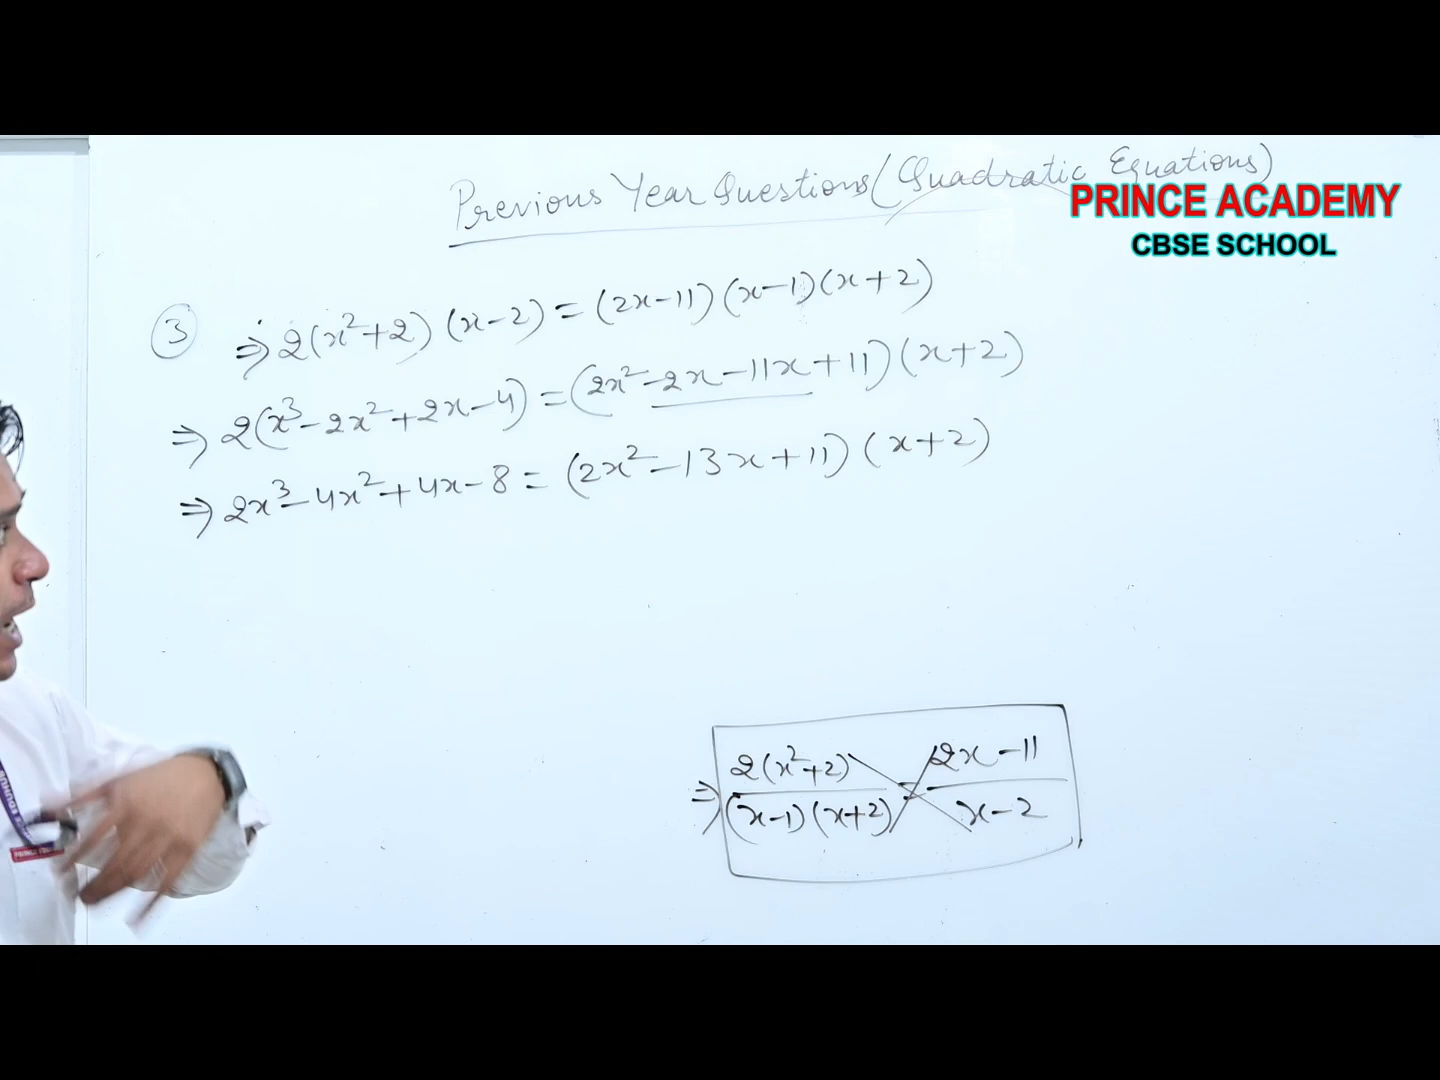 Previous Year Questions (Quadratic Equations)
PRINCE ACADEMY
CBSE SCHOOL
③ ⇒ 2(x²+2) (x-2) = (2x-11) (x-1) (x+2)
⇒ 2(x³-2x²+2x-4) = (2x²-2x-11x+11) (x+2)
⇒ 2x³-4x²+4x-8 = (2x²-13x+11) (x+2)
⇒ 2(x²+2) / (x-1)(x+2) = 2x-11 / x-2